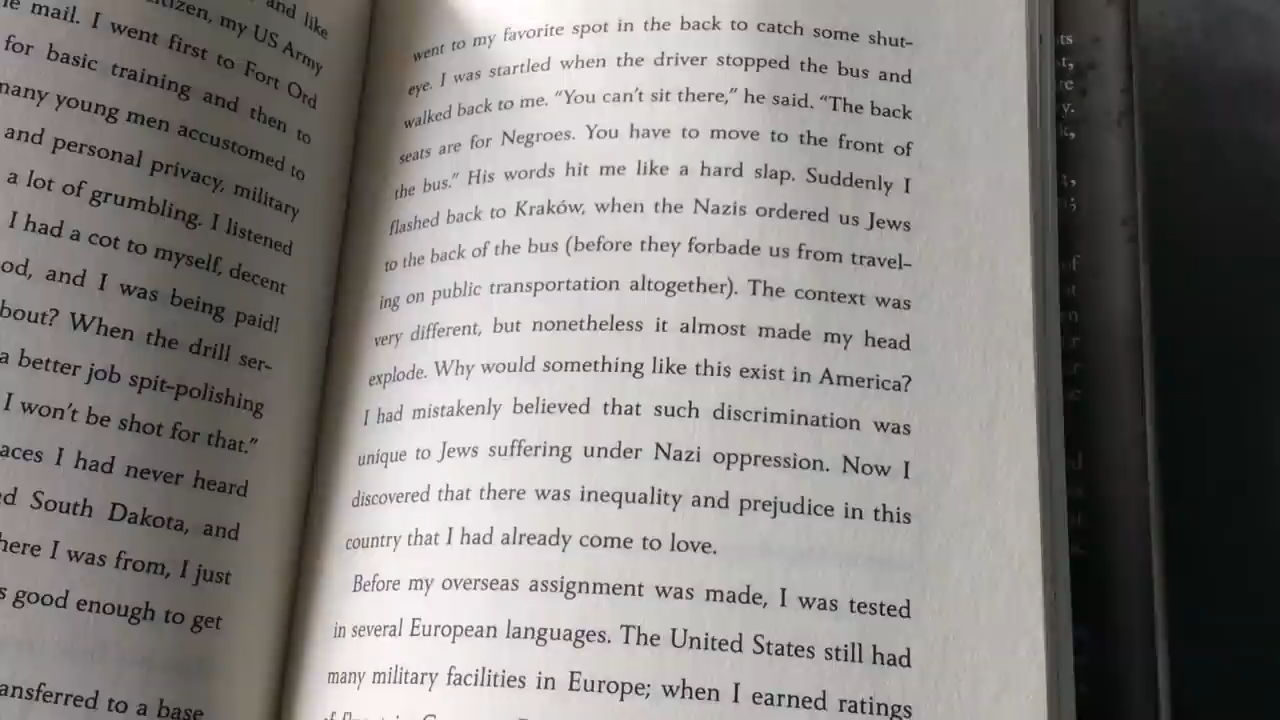 and like
citizen, my US Army
mail. I went first to Fort Ord
for basic training and then to
many young men accustomed to
and personal privacy, military
a lot of grumbling. I listened
I had a cot to myself, decent
and I was being paid!
When the drill ser-
a better job spit-polishing
I won't be shot for that."
I had never heard
South Dakota, and
I was from, I just
good enough to get
to a base
went to my favorite spot in the back to catch some shut-
eye. I was startled when the driver stopped the bus and
walked back to me. "You can't sit there," he said. "The back
seats are for Negroes. You have to move to the front of
the bus." His words hit me like a hard slap. Suddenly I
flashed back to Kraków, when the Nazis ordered us Jews
to the back of the bus (before they forbade us from travel-
ing on public transportation altogether). The context was
very different, but nonetheless it almost made my head
explode. Why would something like this exist in America?
I had mistakenly believed that such discrimination was
unique to Jews suffering under Nazi oppression. Now I
discovered that there was inequality and prejudice in this
country that I had already come to love.
Before my overseas assignment was made, I was tested
in several European languages. The United States still had
many military facilities in Europe; when I earned ratings